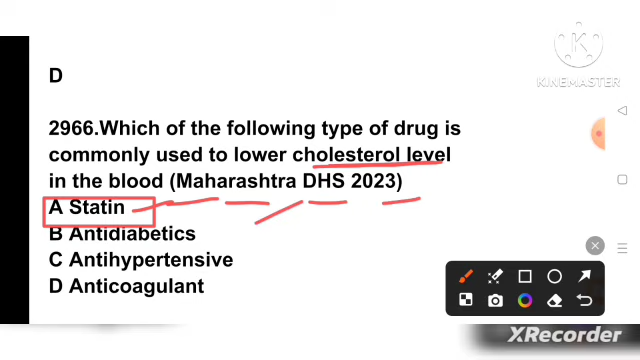 KINEMASTER
D
2966.Which of the following type of drug is
commonly used to lower cholesterol level
in the blood (Maharashtra DHS 2023)
A Statin
B Antidiabetics
C Antihypertensive
D Anticoagulant
XRecorder